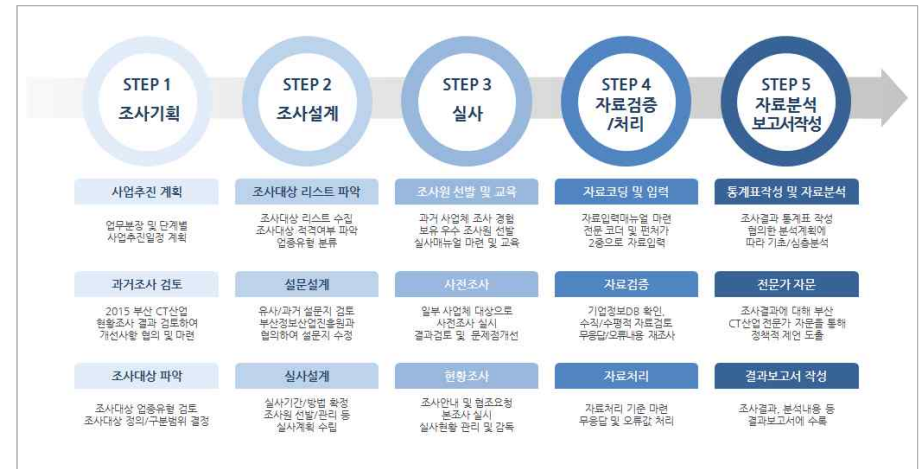 STEP 1
조사기획
STEP 2
조사설계
STEP 3
실사
STEP 4
자료검증
/처리
STEP 5
자료분석
보고서작성
사업추진 계획
업무분장 및 단계별
사업추진일정 계획
조사대상 리스트 파악
조사대상 리스트 수집
조사대상 적격여부 파악
업종유형 분류
조사원 선발 및 교육
과거 사업체 조사 경험
보유 우수 조사원 선발
실사매뉴얼 마련 및 교육
자료코딩 및 입력
자료입력매뉴얼 마련
전문 코더 및 펀처가
2중으로 자료입력
통계표작성 및 자료분석
조사결과 통계표 작성
협의한 분석계획에
따라 기초/심층분석
과거조사 검토
2015 부산 CT산업
현황조사 결과 검토하여
개선사항 협의 및 마련
설문설계
유사/과거 설문지 검토
부산정보산업진흥원과
협의하여 설문지 수정
사전조사
일부 사업체 대상으로
사전조사 실시
결과검토 및 문제점개선
자료검증
기업정보DB 확인,
수직/수평적 자료검토
무응답/오류내용 재조사
전문가 자문
조사결과에 대해 부산
CT산업 전문가 자문을 통해
정책적 제언 도출
조사대상 파악
조사대상 업종유형 검토
조사대상 정의/구분범위 결정
실사설계
실사기간/방법 확정
조사원 선발/관리 등
실사계획 수립
현황조사
조사안내 및 협조요청
본조사 실시
실사현황 관리 및 감독
자료처리
자료처리 기준 마련
무응답 및 오류값 처리
결과보고서 작성
조사결과, 분석내용 등
결과보고서에 수록